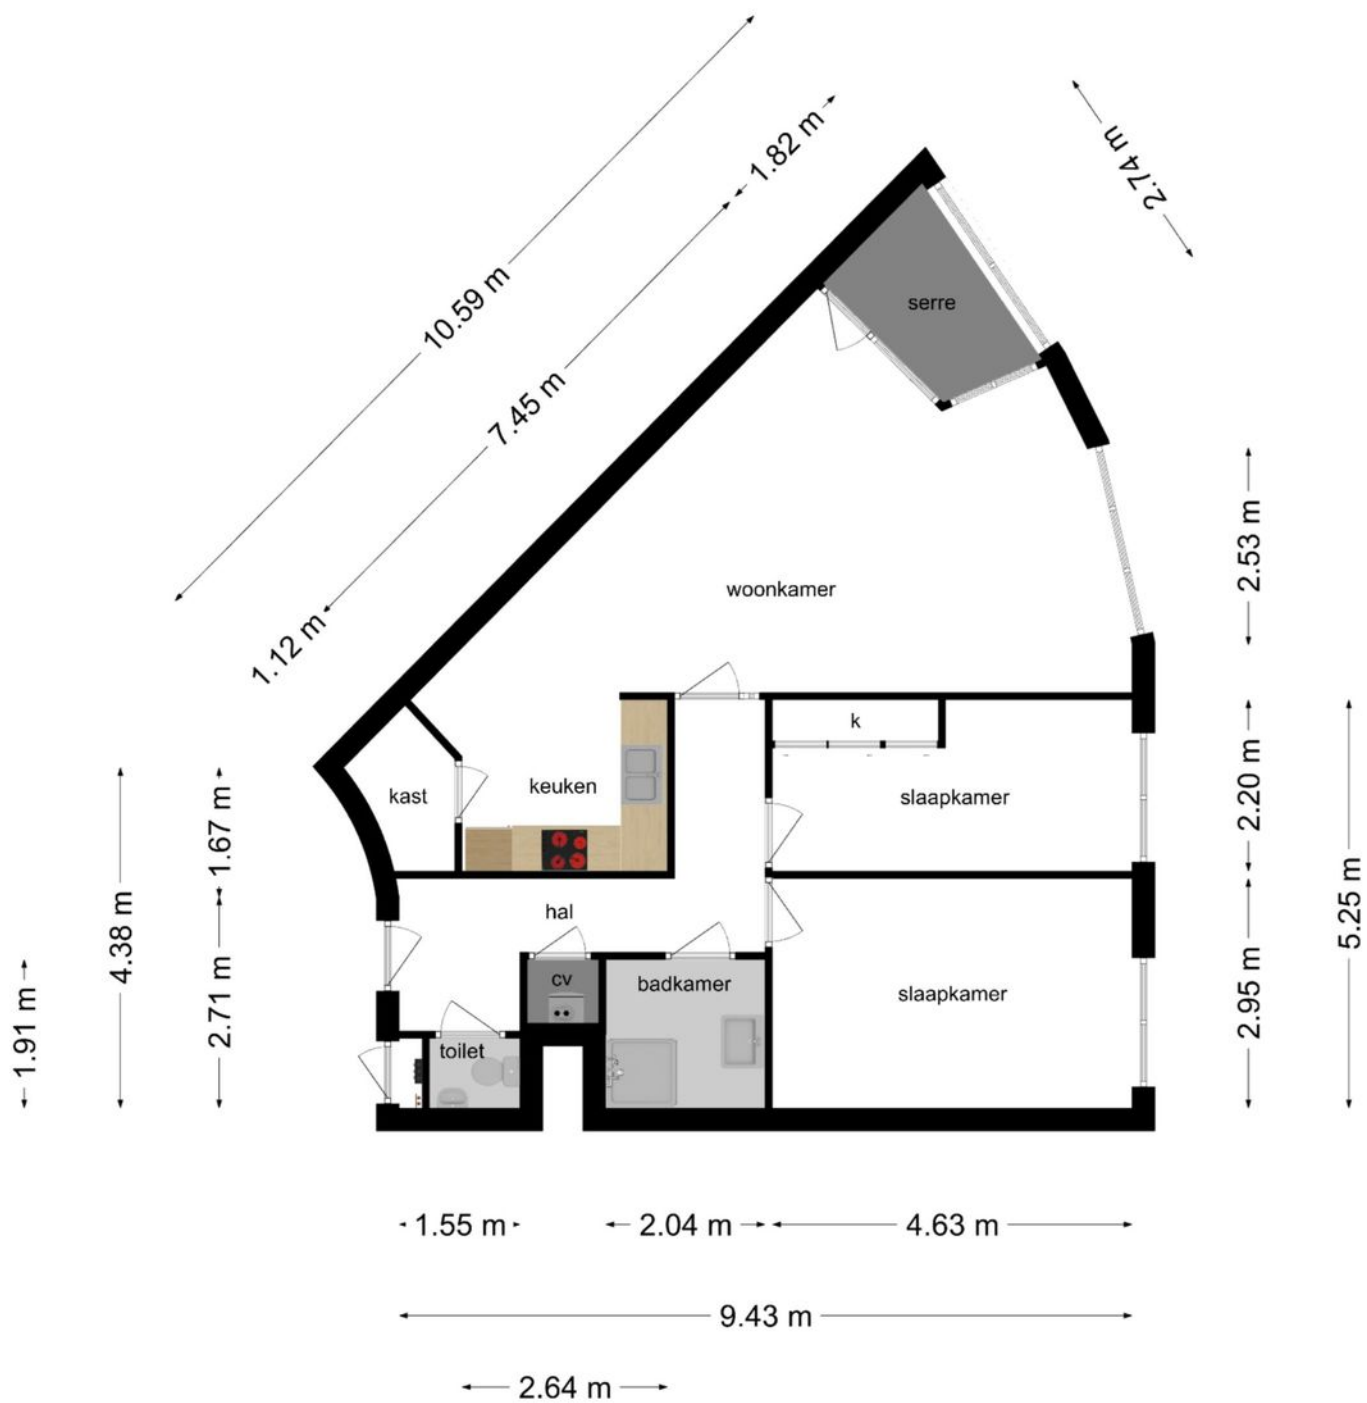 1.82 m
2.74 m
10.59 m
serre
7.45 m
2.53 m
woonkamer
1.12 m
k
keuken
kast
slaapkamer
2.20 m
1.67 m
hal
5.25 m
4.38 m
cv
badkamer
slaapkamer
2.95 m
2.71 m
1.91 m
toilet
1.55 m
2.04 m
4.63 m
9.43 m
2.64 m